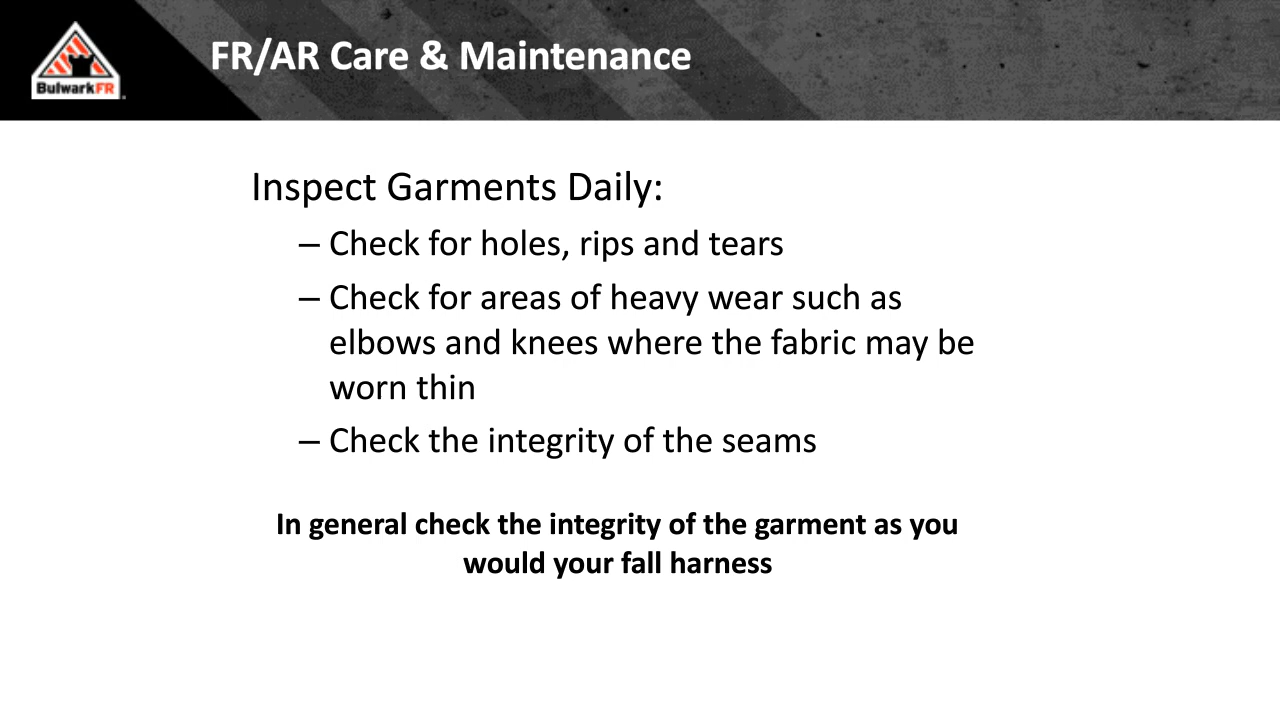 FR/AR Care & Maintenance
BulwarkFR
Inspect Garments Daily:
– Check for holes, rips and tears
– Check for areas of heavy wear such as
elbows and knees where the fabric may be
worn thin
– Check the integrity of the seams
In general check the integrity of the garment as you
would your fall harness